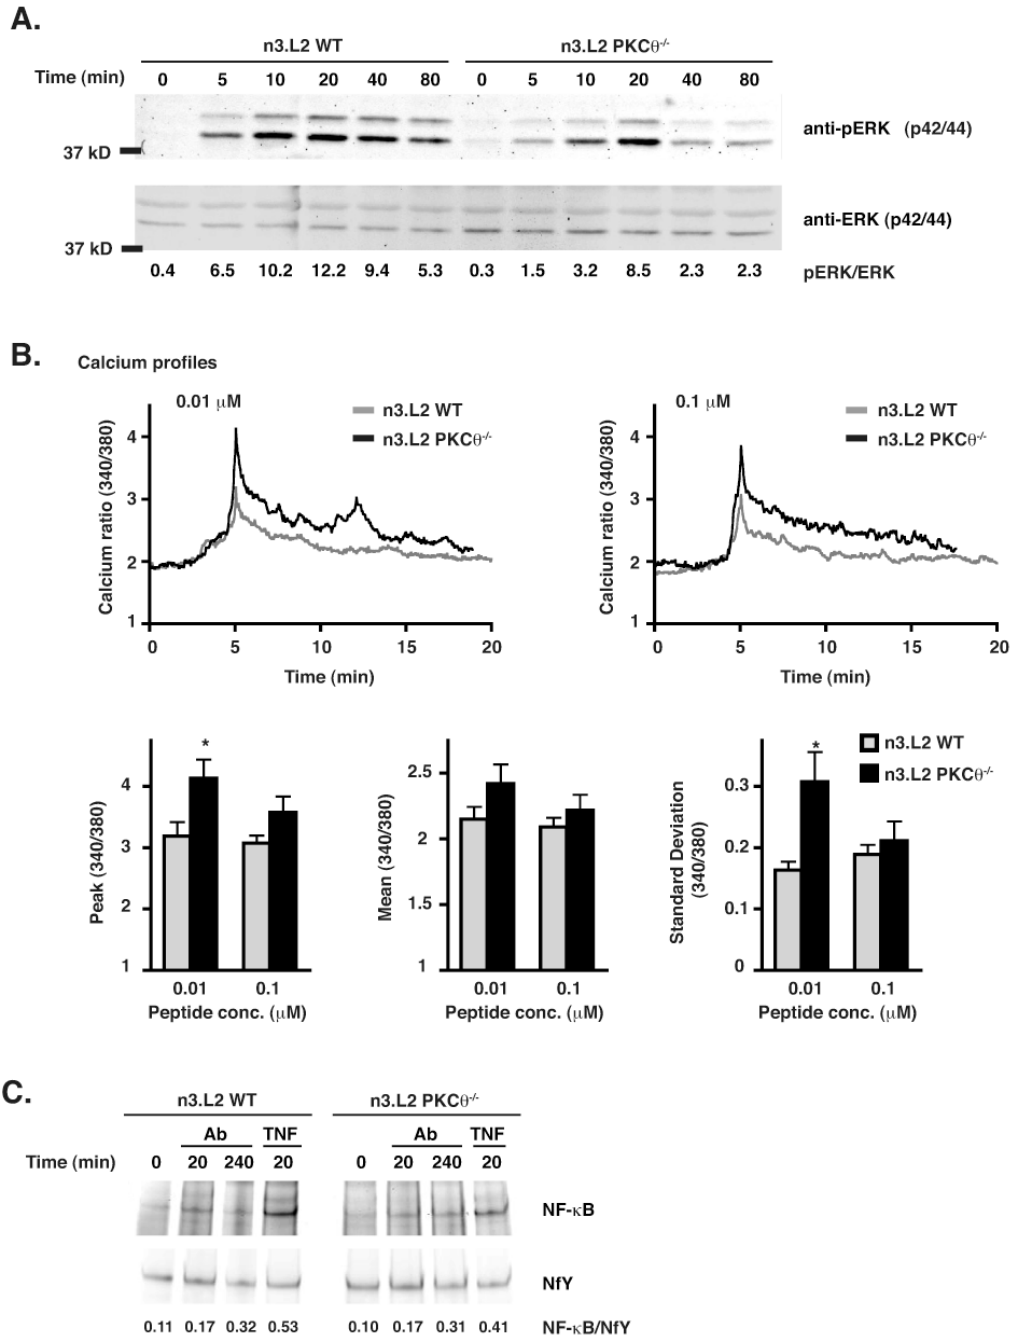 A.
n3.L2 WT n3.L2 PKCθ-/-
Time (min) 0 5 10 20 40 80 0 5 10 20 40 80
anti-pERK (p42/44)
37 kD
anti-ERK (p42/44)
37 kD
0.4 6.5 10.2 12.2 9.4 5.3 0.3 1.5 3.2 8.5 2.3 2.3 pERK/ERK
B. Calcium profiles
0.01 μM
n3.L2 WT
n3.L2 PKCθ-/-
Calcium ratio (340/380)
4
3
2
1
0 5 10 15 20
Time (min)
0.1 μM
n3.L2 WT
n3.L2 PKCθ-/-
Calcium ratio (340/380)
4
3
2
1
0 5 10 15 20
Time (min)
*
Peak (340/380)
4
3
2
1
0.01 0.1
Peptide conc. (μM)
Mean (340/380)
2.5
2
1.5
1
0.01 0.1
Peptide conc. (μM)
*
n3.L2 WT
n3.L2 PKCθ-/-
Standard Deviation
(340/380)
0.3
0.2
0.1
0
0.01 0.1
Peptide conc. (μM)
C.
n3.L2 WT n3.L2 PKCθ-/-
Ab TNF Ab TNF
Time (min) 0 20 240 20 0 20 240 20
NF-κB
NfY
0.11 0.17 0.32 0.53 0.10 0.17 0.31 0.41 NF-κB/NfY